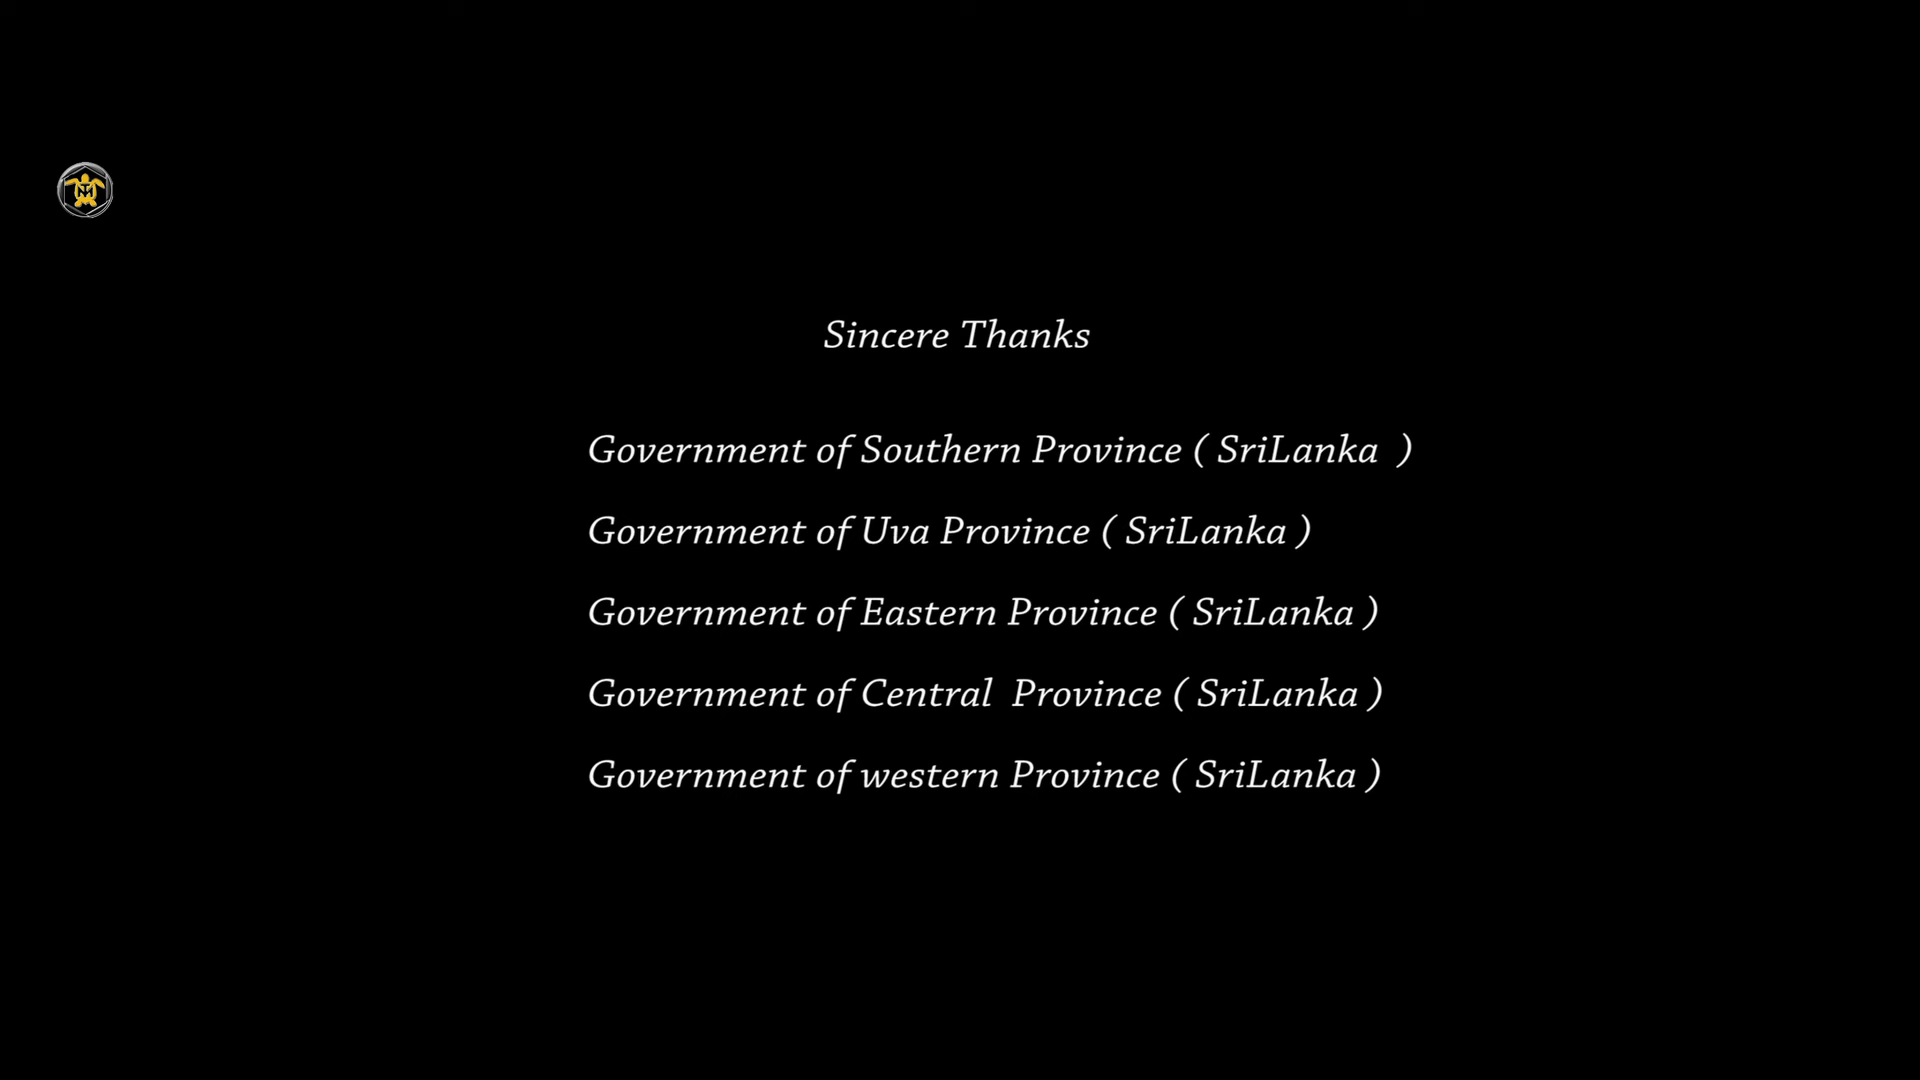 Sincere Thanks
Government of Southern Province ( SriLanka  )
Government of Uva Province ( SriLanka )
Government of Eastern Province ( SriLanka )
Government of Central  Province ( SriLanka )
Government of western Province ( SriLanka )